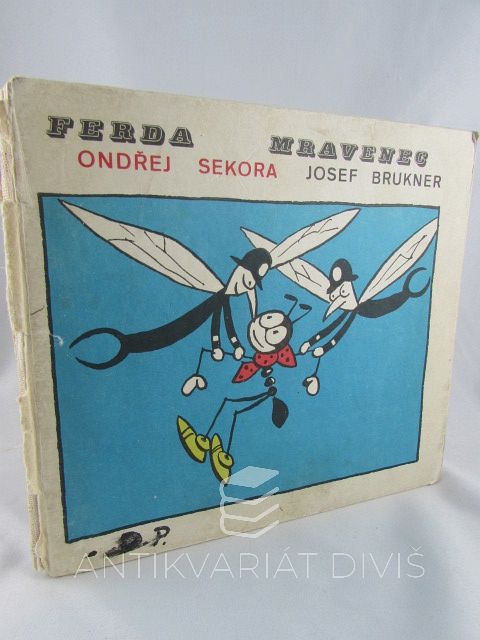 FERDA MRAVENEC
ONDŘEJ SEKORA JOSEF BRUKNER
ANTIKVARIÁT DIVIŠ